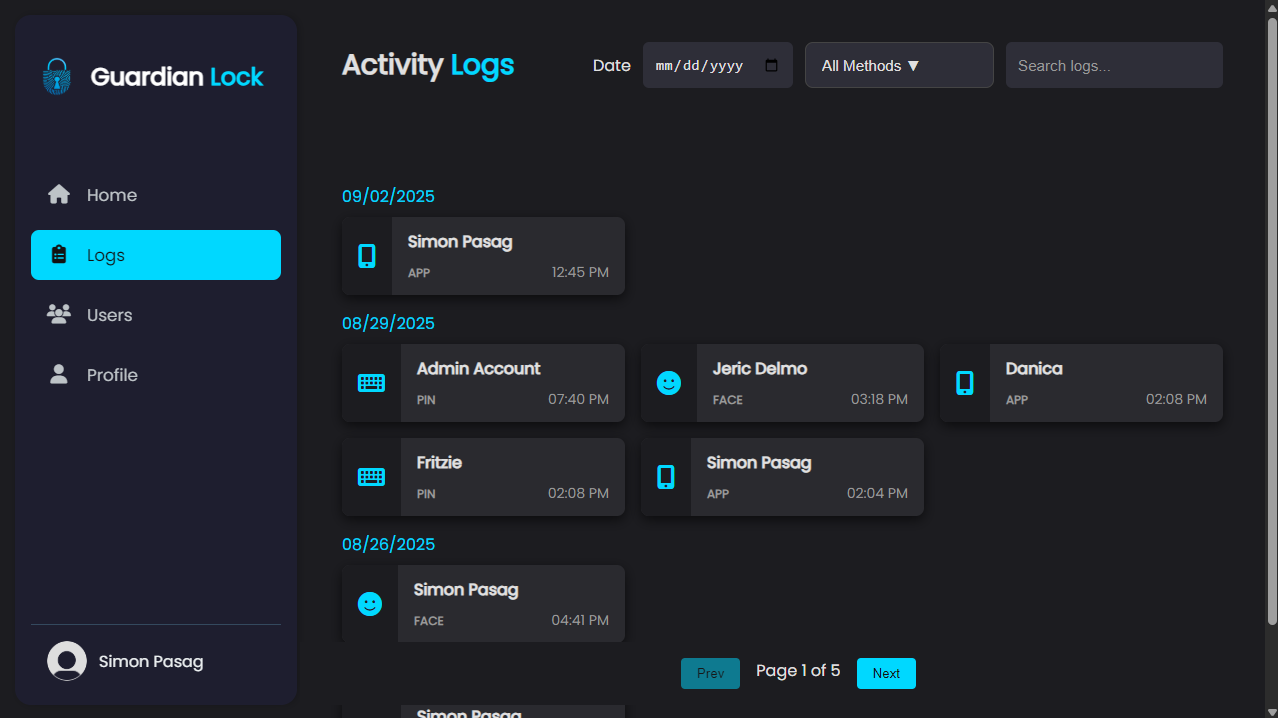 Guardian Lock
Home
Logs
Users
Profile
Simon Pasag
Activity Logs
Date
mm/dd/yyyy
All Methods ▼
Search logs...
09/02/2025
Simon Pasag
APP 12:45 PM
08/29/2025
Admin Account
PIN 07:40 PM
Jeric Delmo
FACE 03:18 PM
Danica
APP 02:08 PM
Fritzie
PIN 02:08 PM
Simon Pasag
APP 02:04 PM
08/26/2025
Simon Pasag
FACE 04:41 PM
Prev
Page 1 of 5
Next
Simon Pasag